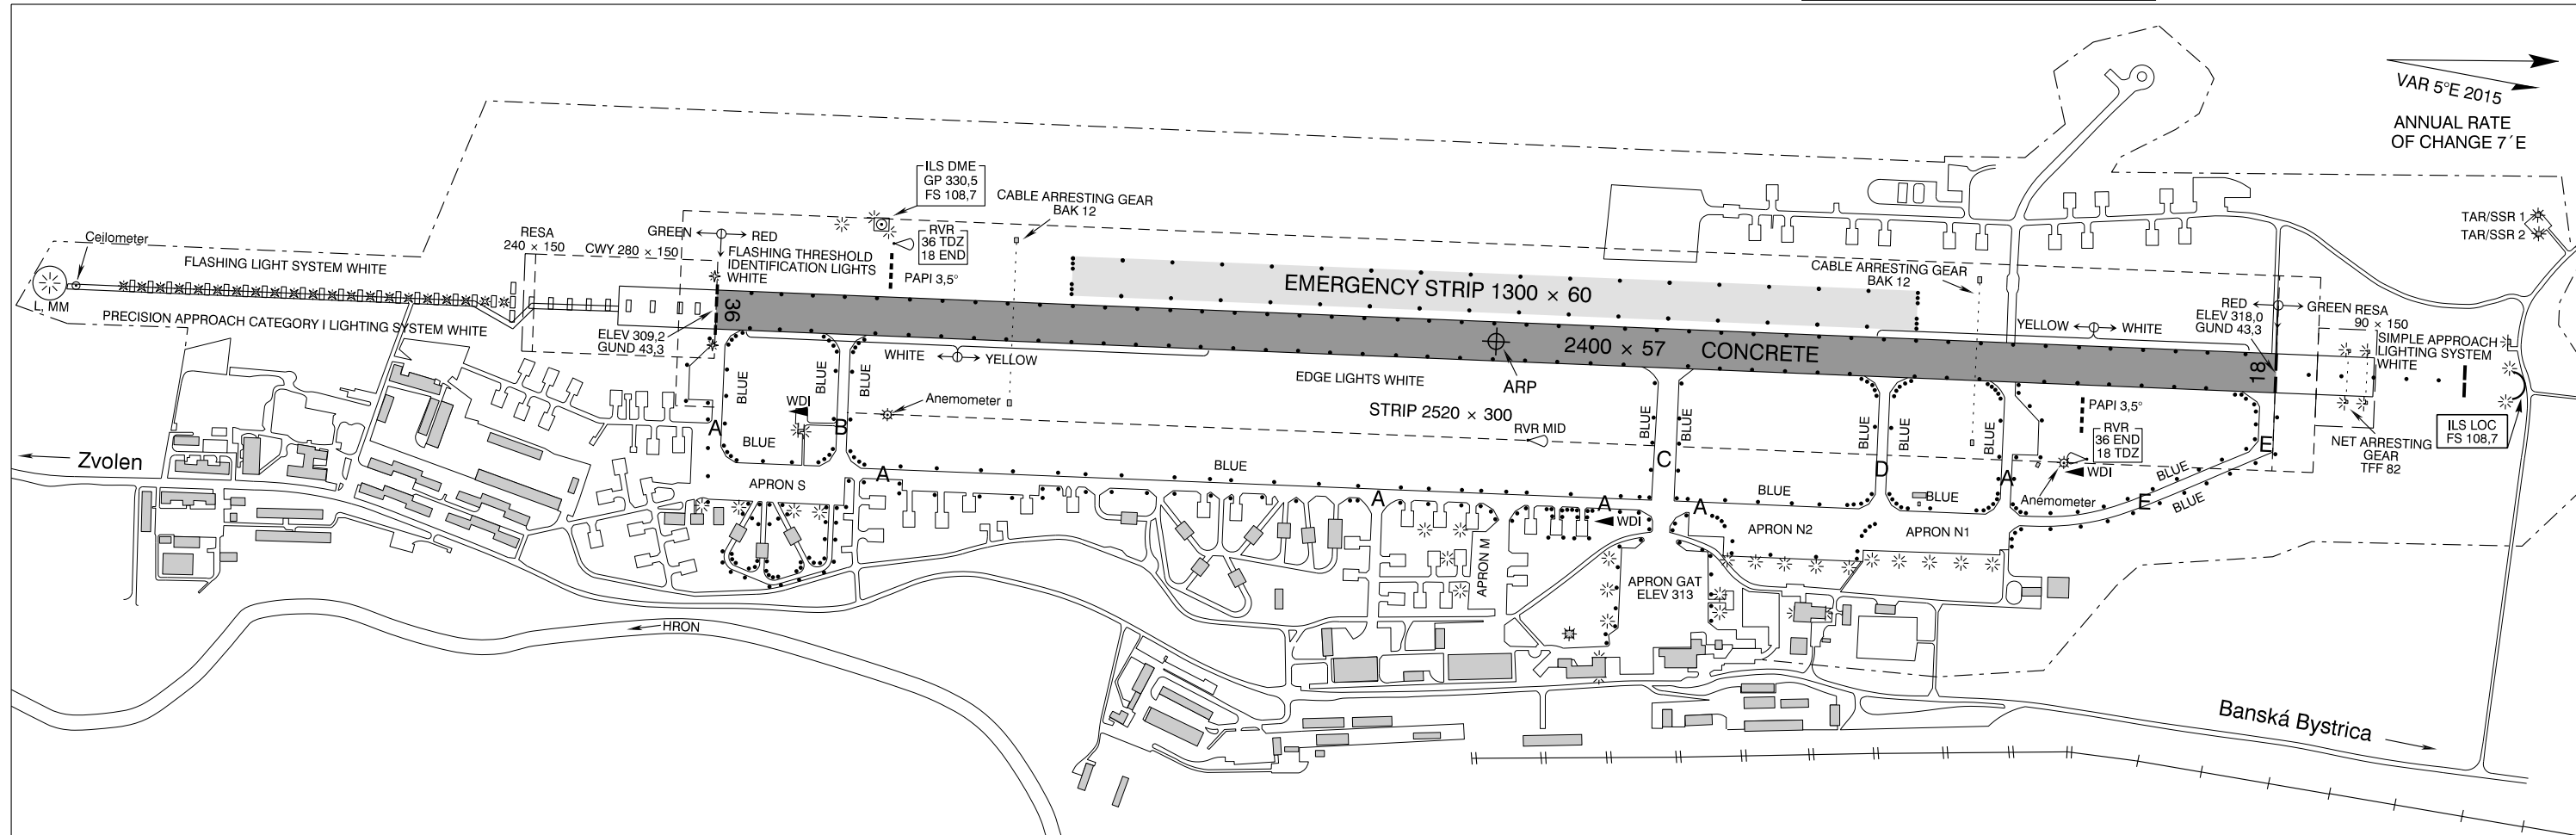 VAR 5°E 2015
ANNUAL RATE
OF CHANGE 7´E
ILS DME
GP 330,5
FS 108,7
CABLE ARRESTING GEAR
BAK 12
TAR/SSR 1
TAR/SSR 2
Ceilometer
FLASHING LIGHT SYSTEM WHITE
L, MM
PRECISION APPROACH CATEGORY I LIGHTING SYSTEM WHITE
RESA
240 × 150
CWY 280 × 150
GREEN
RED
FLASHING THRESHOLD
IDENTIFICATION LIGHTS
WHITE
RVR
36 TDZ
18 END
PAPI 3,5°
EMERGENCY STRIP 1300 × 60
CABLE ARRESTING GEAR
BAK 12
RED
GREEN
ELEV 318,0
GUND 43,3
RESA
90 × 150
SIMPLE APPROACH
LIGHTING SYSTEM
WHITE
YELLOW
WHITE
36
ELEV 309,2
GUND 43,3
WHITE
YELLOW
2400 × 57 CONCRETE
ARP
18
EDGE LIGHTS WHITE
STRIP 2520 × 300
RVR MID
BLUE
BLUE
BLUE
WDI
Anemometer
A
B
BLUE
BLUE
BLUE
BLUE
BLUE
BLUE
PAPI 3,5°
RVR
36 END
18 TDZ
WDI
Anemometer
ILS LOC
FS 108,7
NET ARRESTING
GEAR
TFF 82
Zvolen
APRON S
A
BLUE
C
D
A
E
BLUE
BLUE
BLUE
E
BLUE
A
A
WDI
A
APRON N2
APRON N1
APRON M
APRON GAT
ELEV 313
HRON
Banská Bystrica